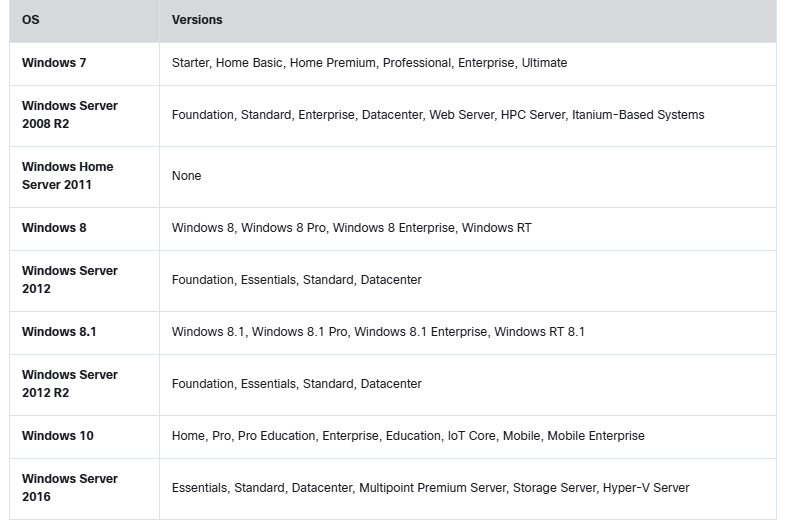 OS Versions
Windows 7 Starter, Home Basic, Home Premium, Professional, Enterprise, Ultimate
Windows Server
2008 R2
Foundation, Standard, Enterprise, Datacenter, Web Server, HPC Server, Itanium-Based Systems
Windows Home
Server 2011
None
Windows 8 Windows 8, Windows 8 Pro, Windows 8 Enterprise, Windows RT
Windows Server
2012
Foundation, Essentials, Standard, Datacenter
Windows 8.1 Windows 8.1, Windows 8.1 Pro, Windows 8.1 Enterprise, Windows RT 8.1
Windows Server
2012 R2
Foundation, Essentials, Standard, Datacenter
Windows 10 Home, Pro, Pro Education, Enterprise, Education, IoT Core, Mobile, Mobile Enterprise
Windows Server
2016
Essentials, Standard, Datacenter, Multipoint Premium Server, Storage Server, Hyper-V Server